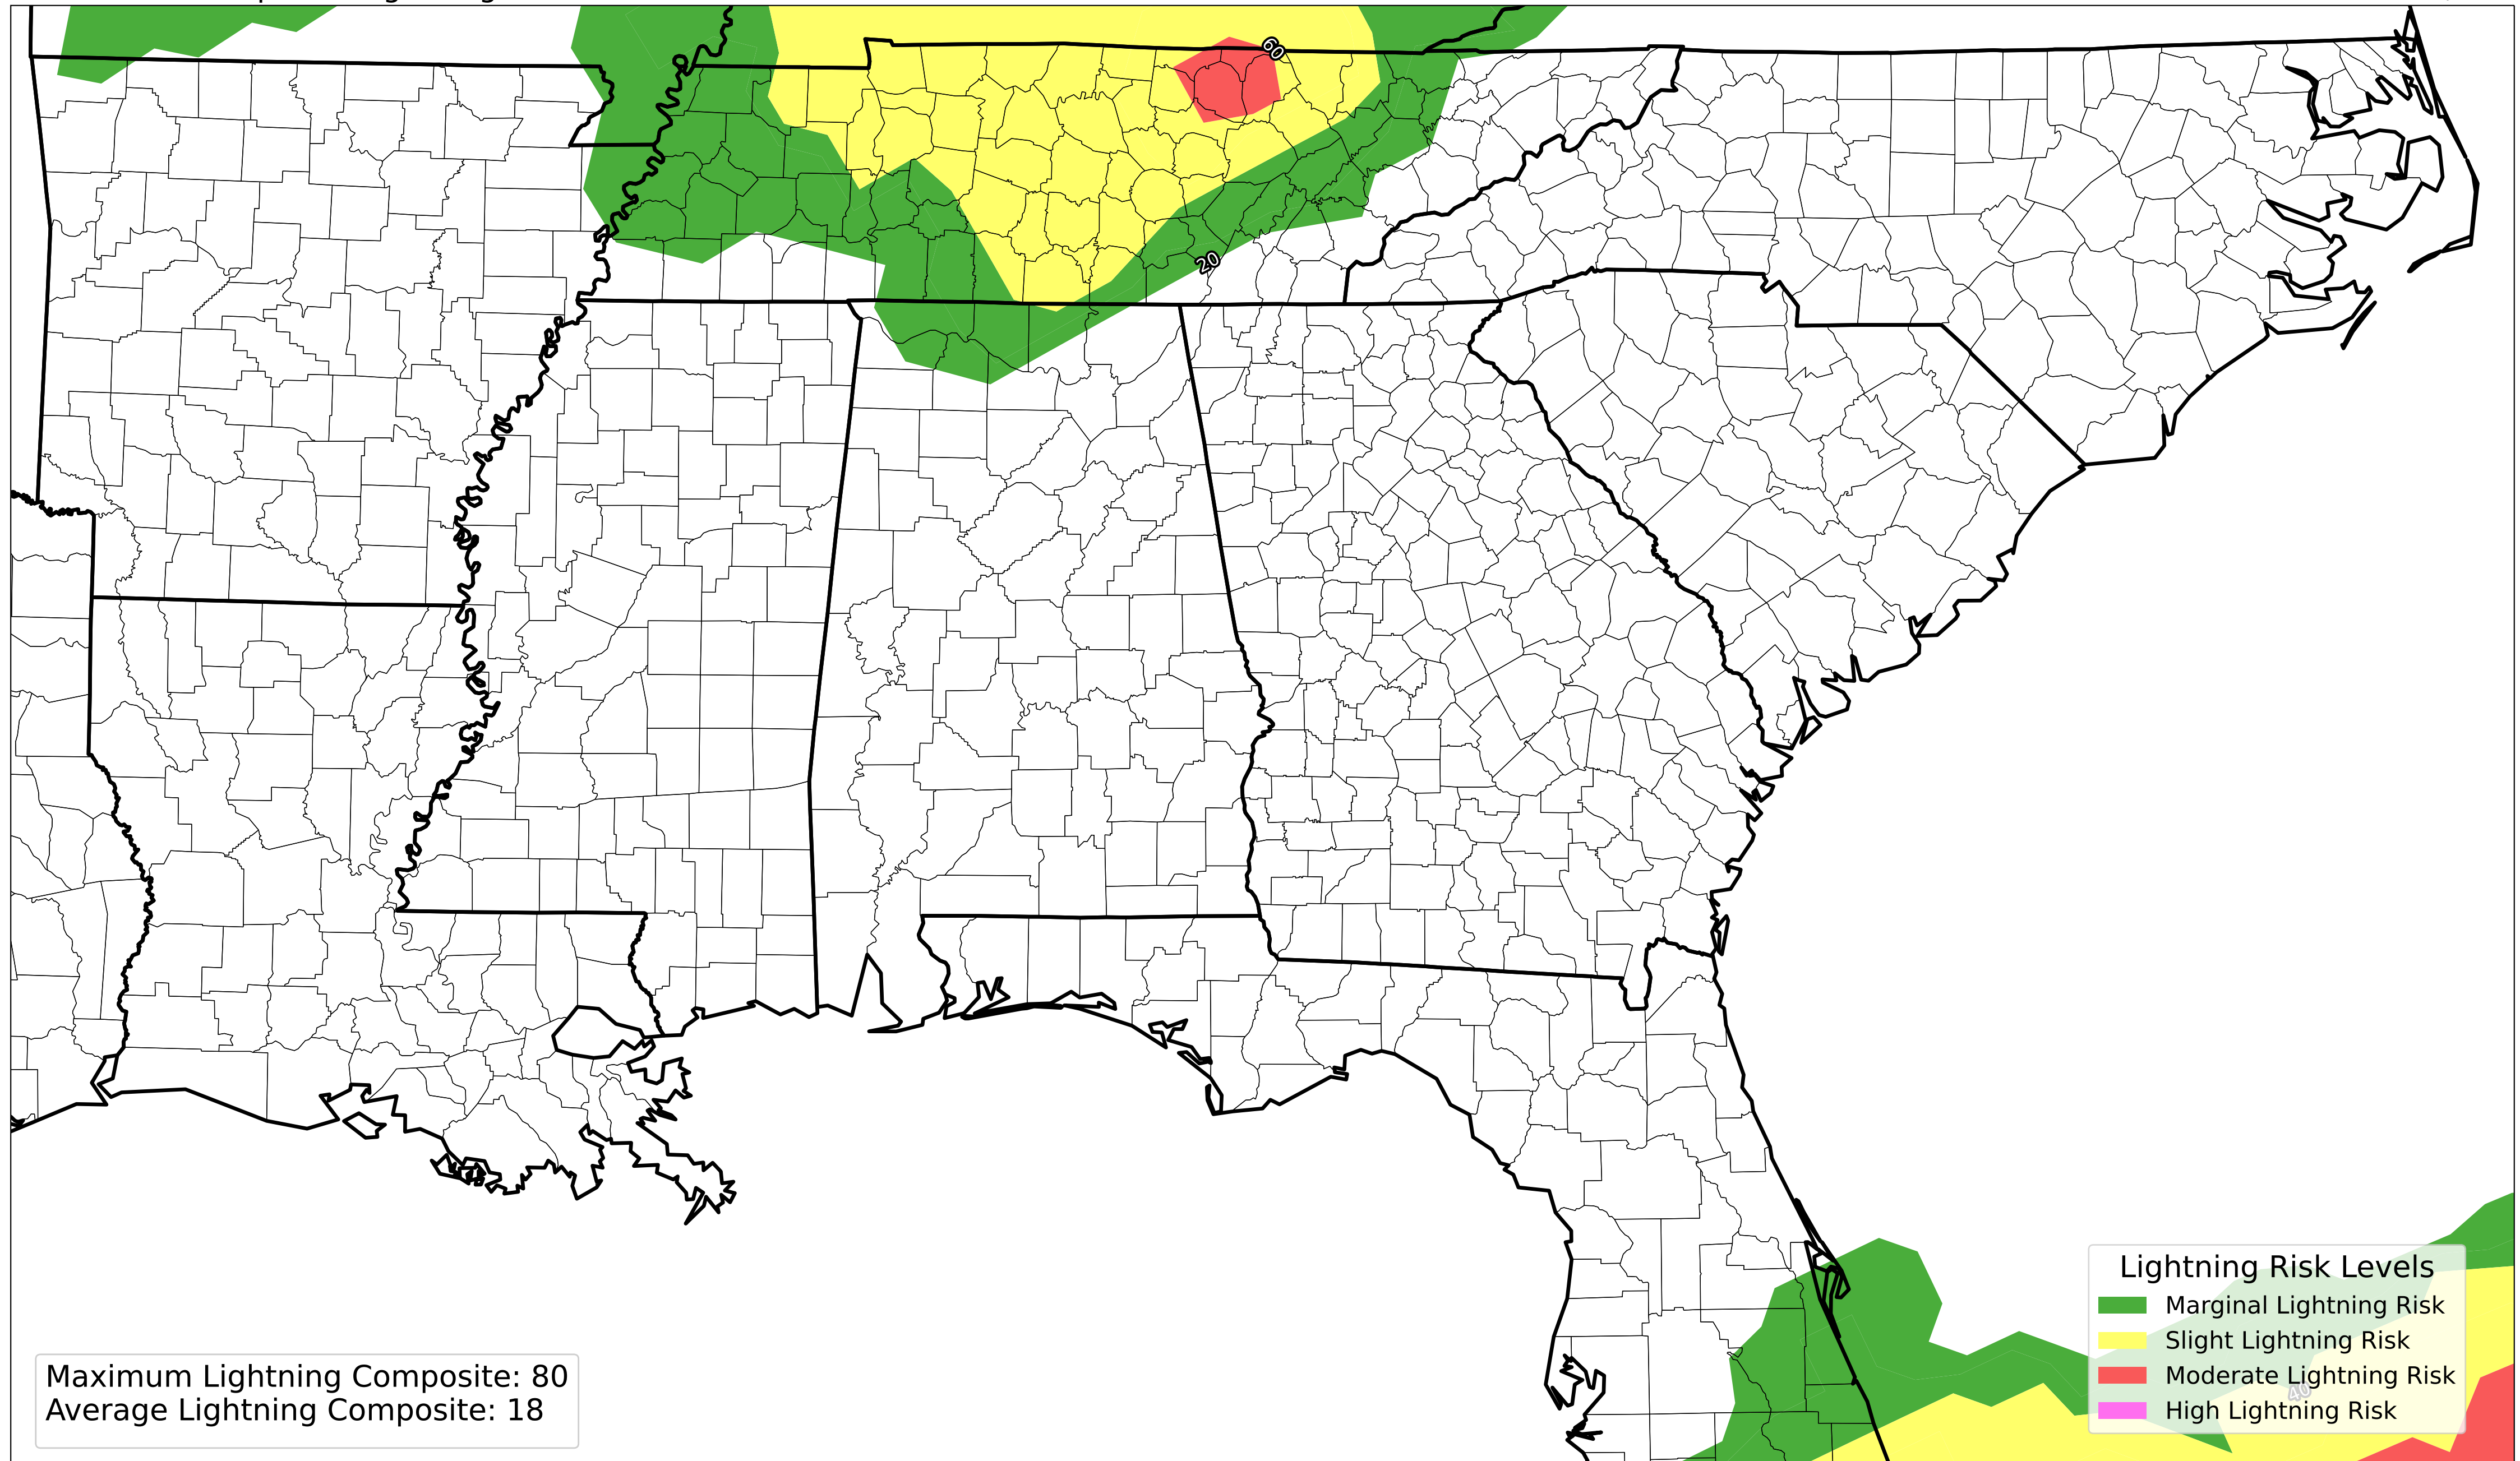 60
20
Lightning Risk Levels
Marginal Lightning Risk
Slight Lightning Risk
Moderate Lightning Risk
High Lightning Risk
40
Maximum Lightning Composite: 80
Average Lightning Composite: 18